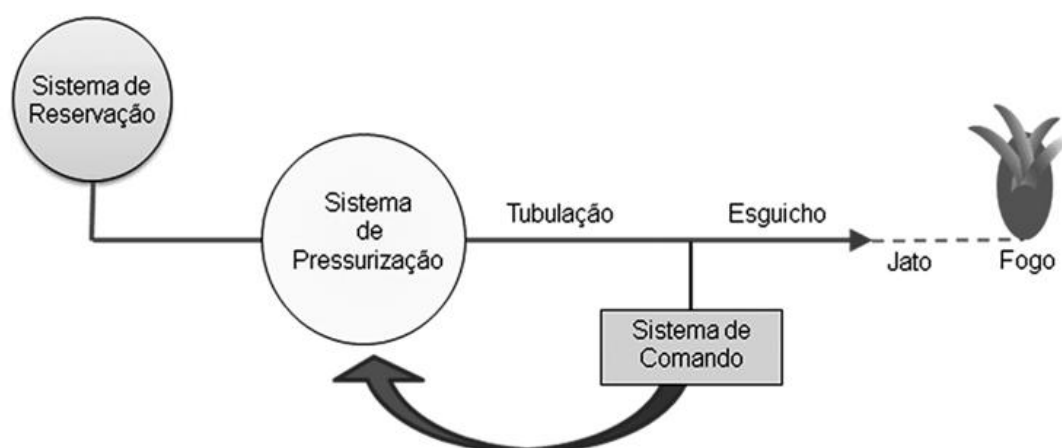 Sistema de
Reservação
Sistema
de
Pressurização
Tubulação
Esguicho
Jato
Fogo
Sistema de
Comando